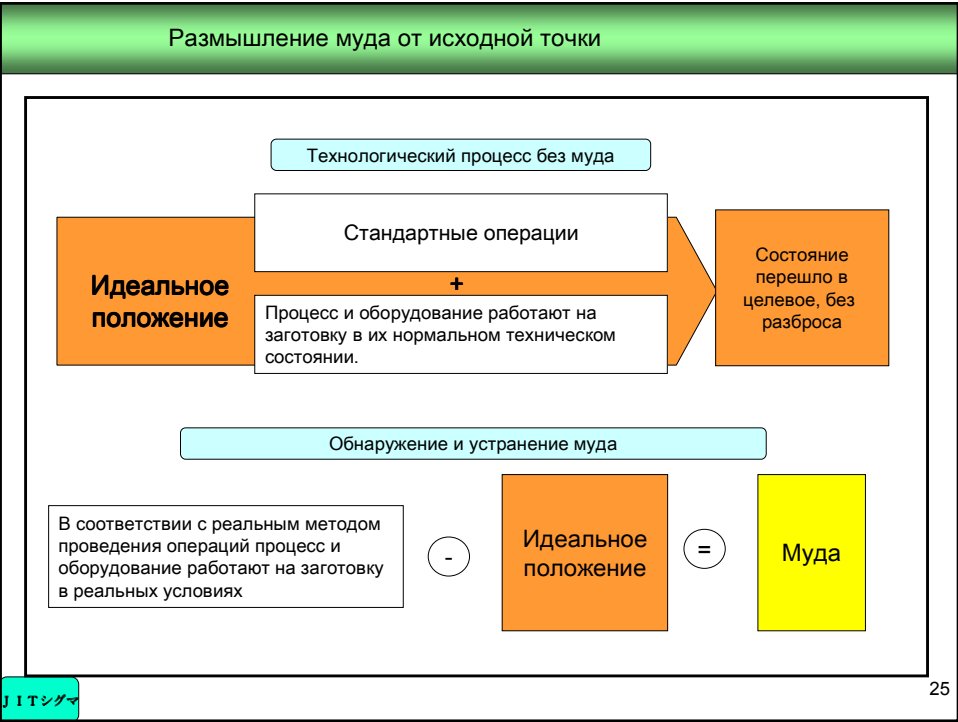 Размышление муда от исходной точки
Технологический процесс без муда
Идеальное
положение
Стандартные операции
+
Процесс и оборудование работают на
заготовку в их нормальном техническом
состоянии.
Состояние
перешло в
целевое, без
разброса
Обнаружение и устранение муда
В соответствии с реальным методом
проведения операций процесс и
оборудование работают на заготовку
в реальных условиях
-
Идеальное
положение
=
Муда
JITシグマ
25